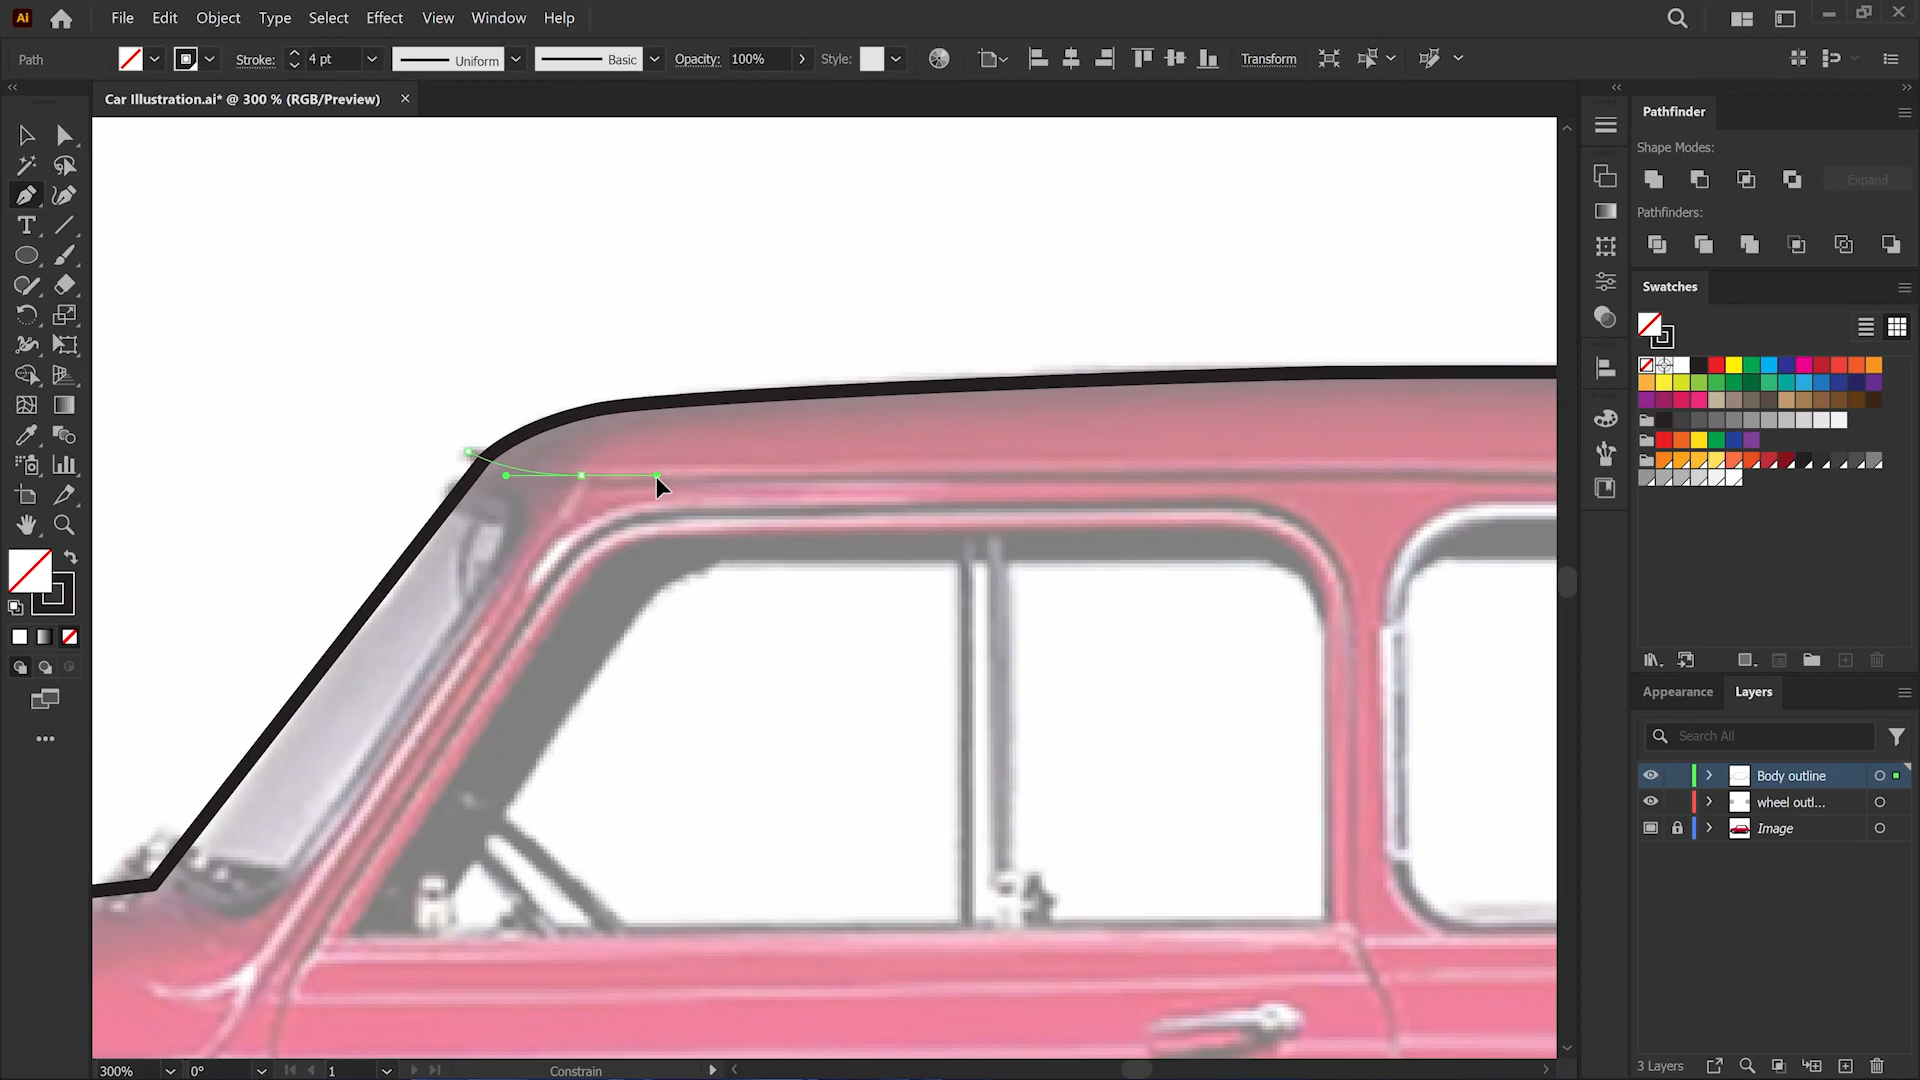 Ai File Edit Object Type Select Effect View Window Help
Path Stroke: 4 pt Uniform Basic Opacity: 100% Style: Transform
Car Illustration.ai* @ 300 % (RGB/Preview)
Pathfinder
Shape Modes:
Expand
Pathfinders:
Swatches
Appearance Layers
Search All
Body outline
wheel outl...
Image
3 Layers
300% 0° 1 Constrain